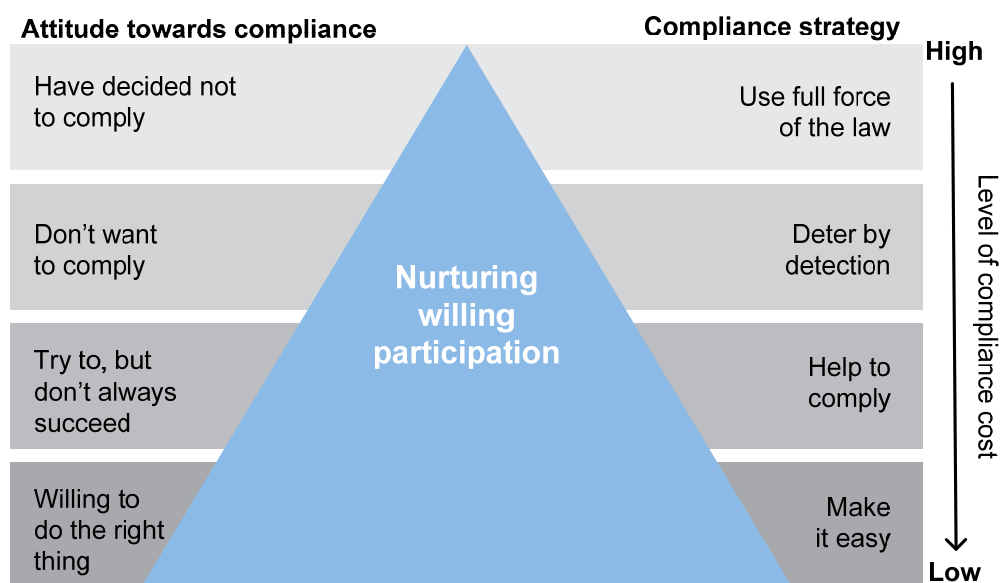 Attitude towards compliance
Compliance strategy
High
Have decided not
to comply
Use full force
of the law
Don’t want
to comply
Deter by
detection
Nurturing
willing
participation
Try to, but
don’t always
succeed
Help to
comply
Willing to
do the right
thing
Make
it easy
Level of compliance cost
Low